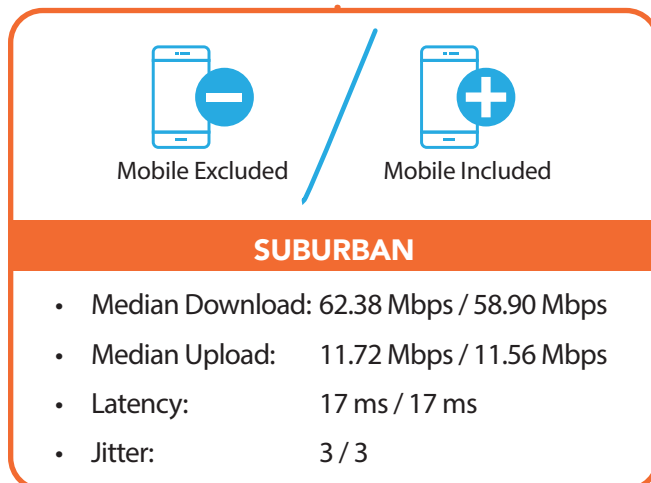 Mobile Excluded
Mobile Included
SUBURBAN
• Median Download: 62.38 Mbps / 58.90 Mbps
• Median Upload: 11.72 Mbps / 11.56 Mbps
• Latency: 17 ms / 17 ms
• Jitter: 3 / 3